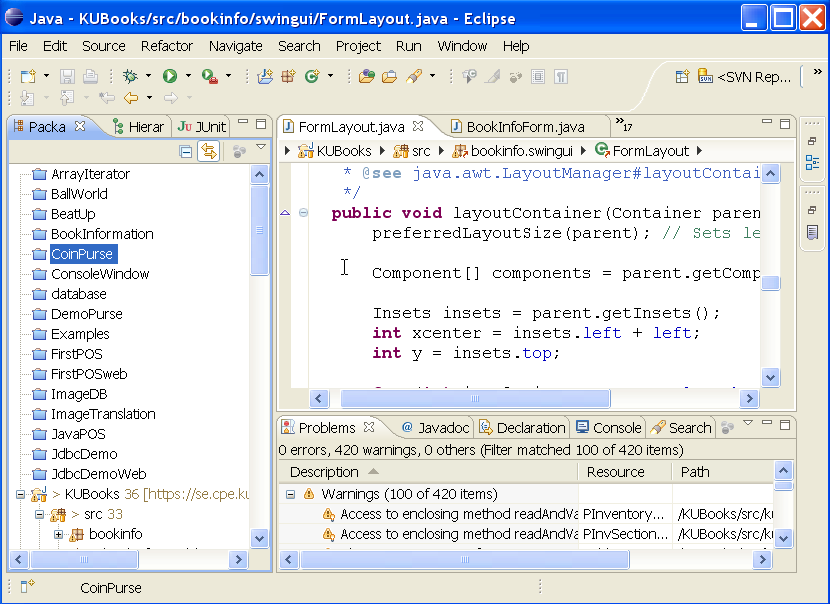 Java - KUBooks/src/bookinfo/swingui/FormLayout.java - Eclipse
File Edit Source Refactor Navigate Search Project Run Window Help
<SVN Rep... »
Packa Hierar JUnit
ArrayIterator
BallWorld
BeatUp
BookInformation
CoinPurse
ConsoleWindow
database
DemoPurse
Examples
FirstPOS
FirstPOSweb
ImageDB
ImageTranslation
JavaPOS
JdbcDemo
JdbcDemoWeb
> KUBooks 36 [https://se.cpe.ku
> src 33
bookinfo
FormLayout.java BookInfoForm.java »17
KUBooks src bookinfo.swingui FormLayout
* @see java.awt.LayoutManager#layoutContai
*/
public void layoutContainer(Container paren
preferredLayoutSize(parent); // Sets le
Component[] components = parent.getComp
Insets insets = parent.getInsets();
int xcenter = insets.left + left;
int y = insets.top;
Problems Javadoc Declaration Console Search
0 errors, 420 warnings, 0 others (Filter matched 100 of 420 items)
Description Resource Path
Warnings (100 of 420 items)
Access to enclosing method readAndVa PInventory... /KUBooks/src/ku
Access to enclosing method readAndVa PInvSection... /KUBooks/src/ku
CoinPurse